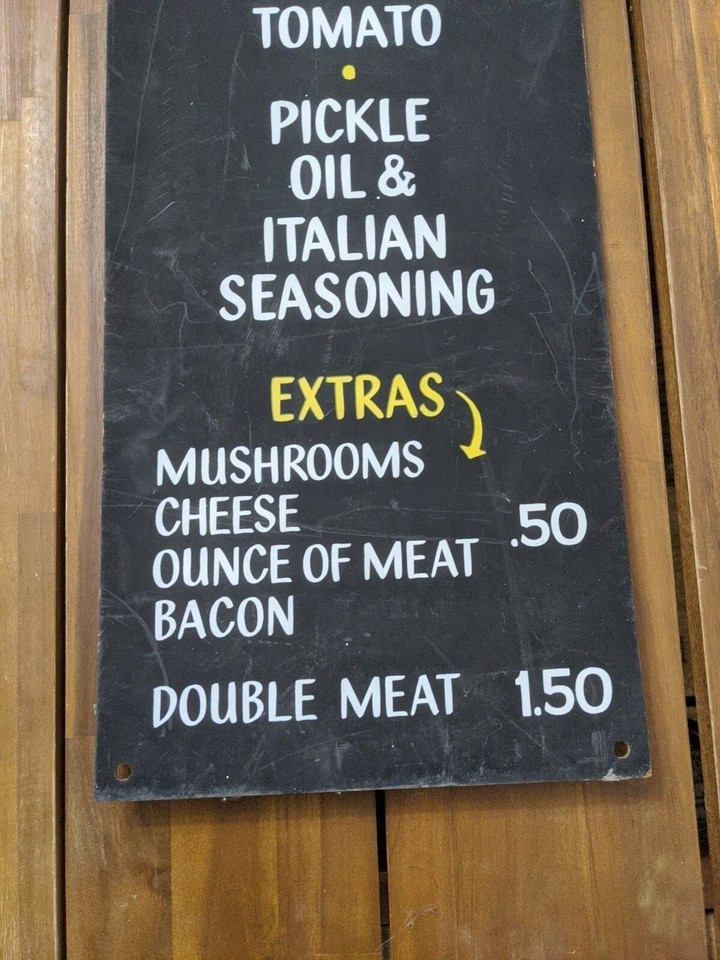 TOMATO
PICKLE
OIL &
ITALIAN
SEASONING
EXTRAS
MUSHROOMS
CHEESE
.50
OUNCE OF MEAT
BACON
DOUBLE MEAT 1.50